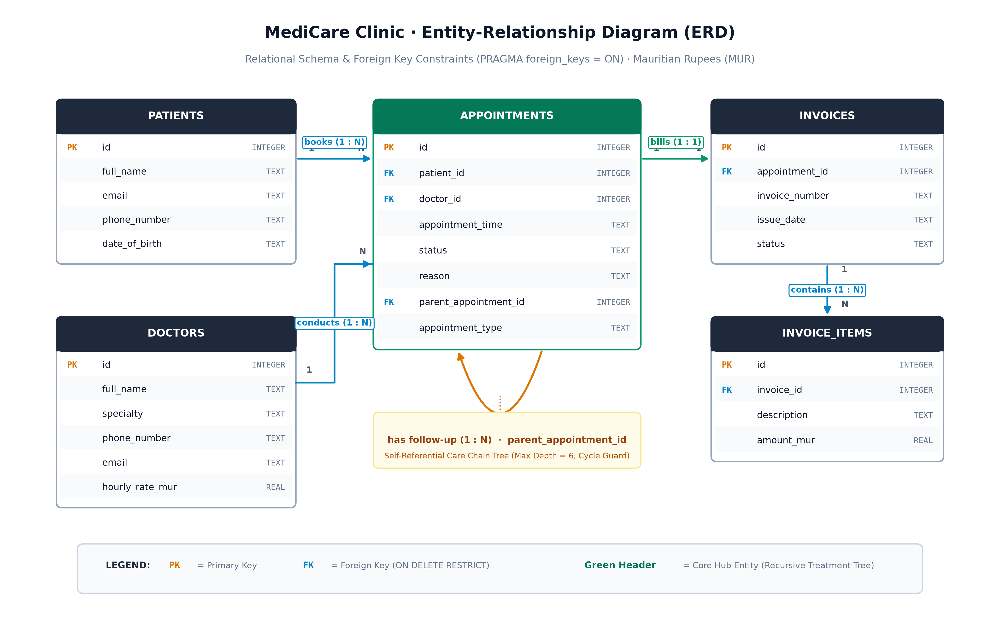 MediCare Clinic · Entity-Relationship Diagram (ERD)
Relational Schema & Foreign Key Constraints (PRAGMA foreign_keys = ON) · Mauritian Rupees (MUR)
PATIENTS
PK id INTEGER
full_name TEXT
email TEXT
phone_number TEXT
date_of_birth TEXT
books (1 : N)
1 N
APPOINTMENTS
PK id INTEGER
FK patient_id INTEGER
FK doctor_id INTEGER
appointment_time TEXT
status TEXT
reason TEXT
FK parent_appointment_id INTEGER
appointment_type TEXT
bills (1 : 1)
1 1
INVOICES
PK id INTEGER
FK appointment_id INTEGER
invoice_number TEXT
issue_date TEXT
status TEXT
N
conducts (1 : N)
1
1
contains (1 : N)
N
DOCTORS
PK id INTEGER
full_name TEXT
specialty TEXT
phone_number TEXT
email TEXT
hourly_rate_mur REAL
has follow-up (1 : N) · parent_appointment_id
Self-Referential Care Chain Tree (Max Depth = 6, Cycle Guard)
INVOICE_ITEMS
PK id INTEGER
FK invoice_id INTEGER
description TEXT
amount_mur REAL
LEGEND: PK = Primary Key FK = Foreign Key (ON DELETE RESTRICT) Green Header = Core Hub Entity (Recursive Treatment Tree)